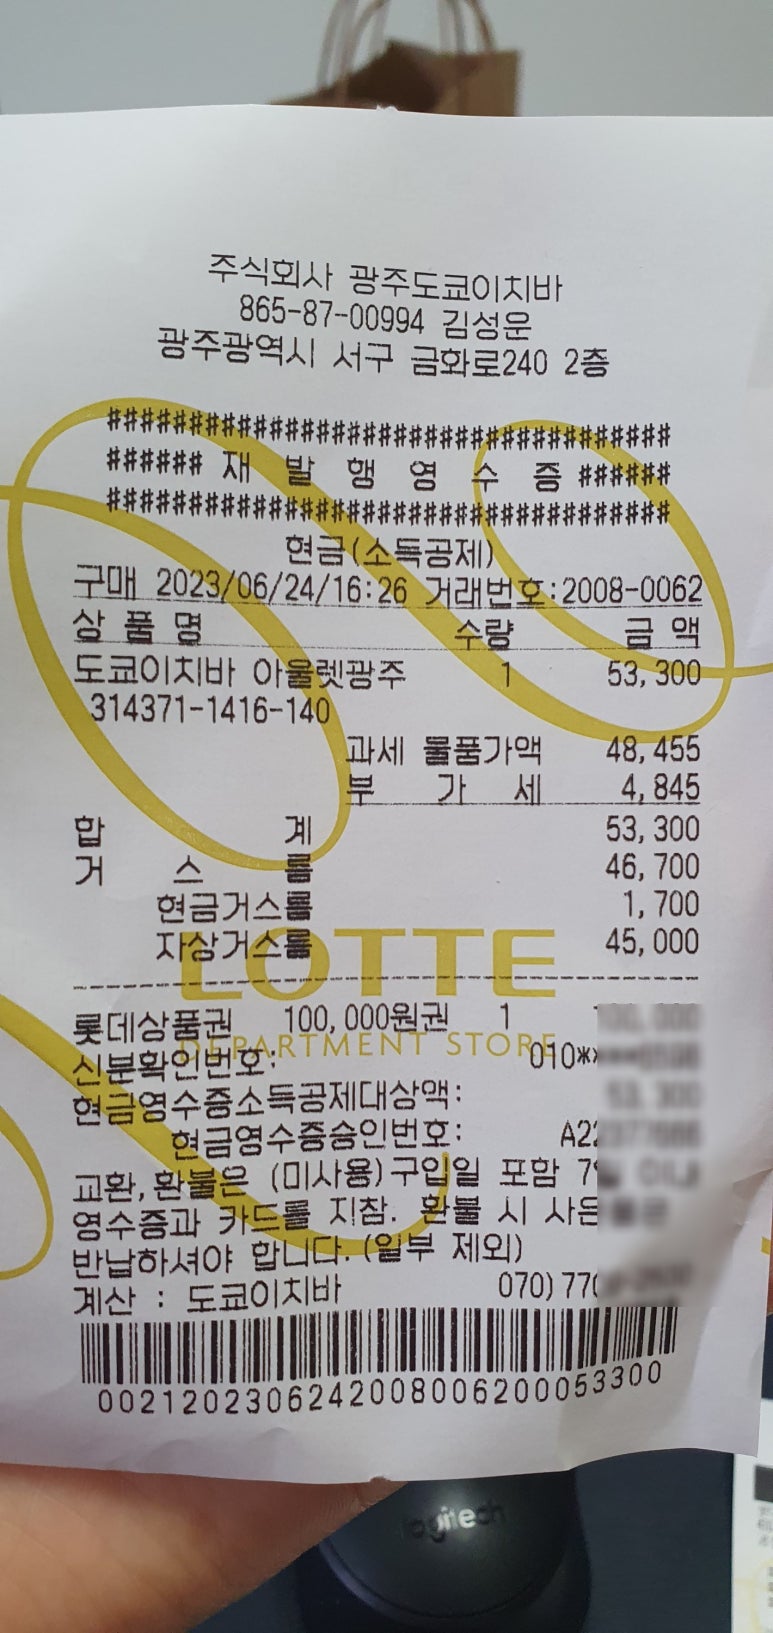 주식회사 광주도쿄이치바
865-87-00994 김성운
광주광역시 서구 금화로240 2층
###################################
###### 재 발 행 영 수 증 ######
###################################
현금(소득공제)
구매 2023/06/24/16:26 거래번호:2008-0062
상 품 명 수량 금 액
도쿄이치바 아울렛광주 1 53,300
314371-1416-140
과세 물품가액 48,455
부 가 세 4,845
합 계 53,300
거 스 름 46,700
현금거스름 1,700
자상거스름 45,000
LOTTE
DEPARTMENT STORE
롯데상품권 100,000원권 1
신분확인번호: 010**
현금영수증소득공제대상액:
현금영수증승인번호: A22
교환,환불은 (미사용)구입일 포함
영수증과 카드를 지참. 환불 시
반납하셔야 합니다.(일부 제외)
계산 : 도쿄이치바 070)770
0021202306242008006200053300
logitech